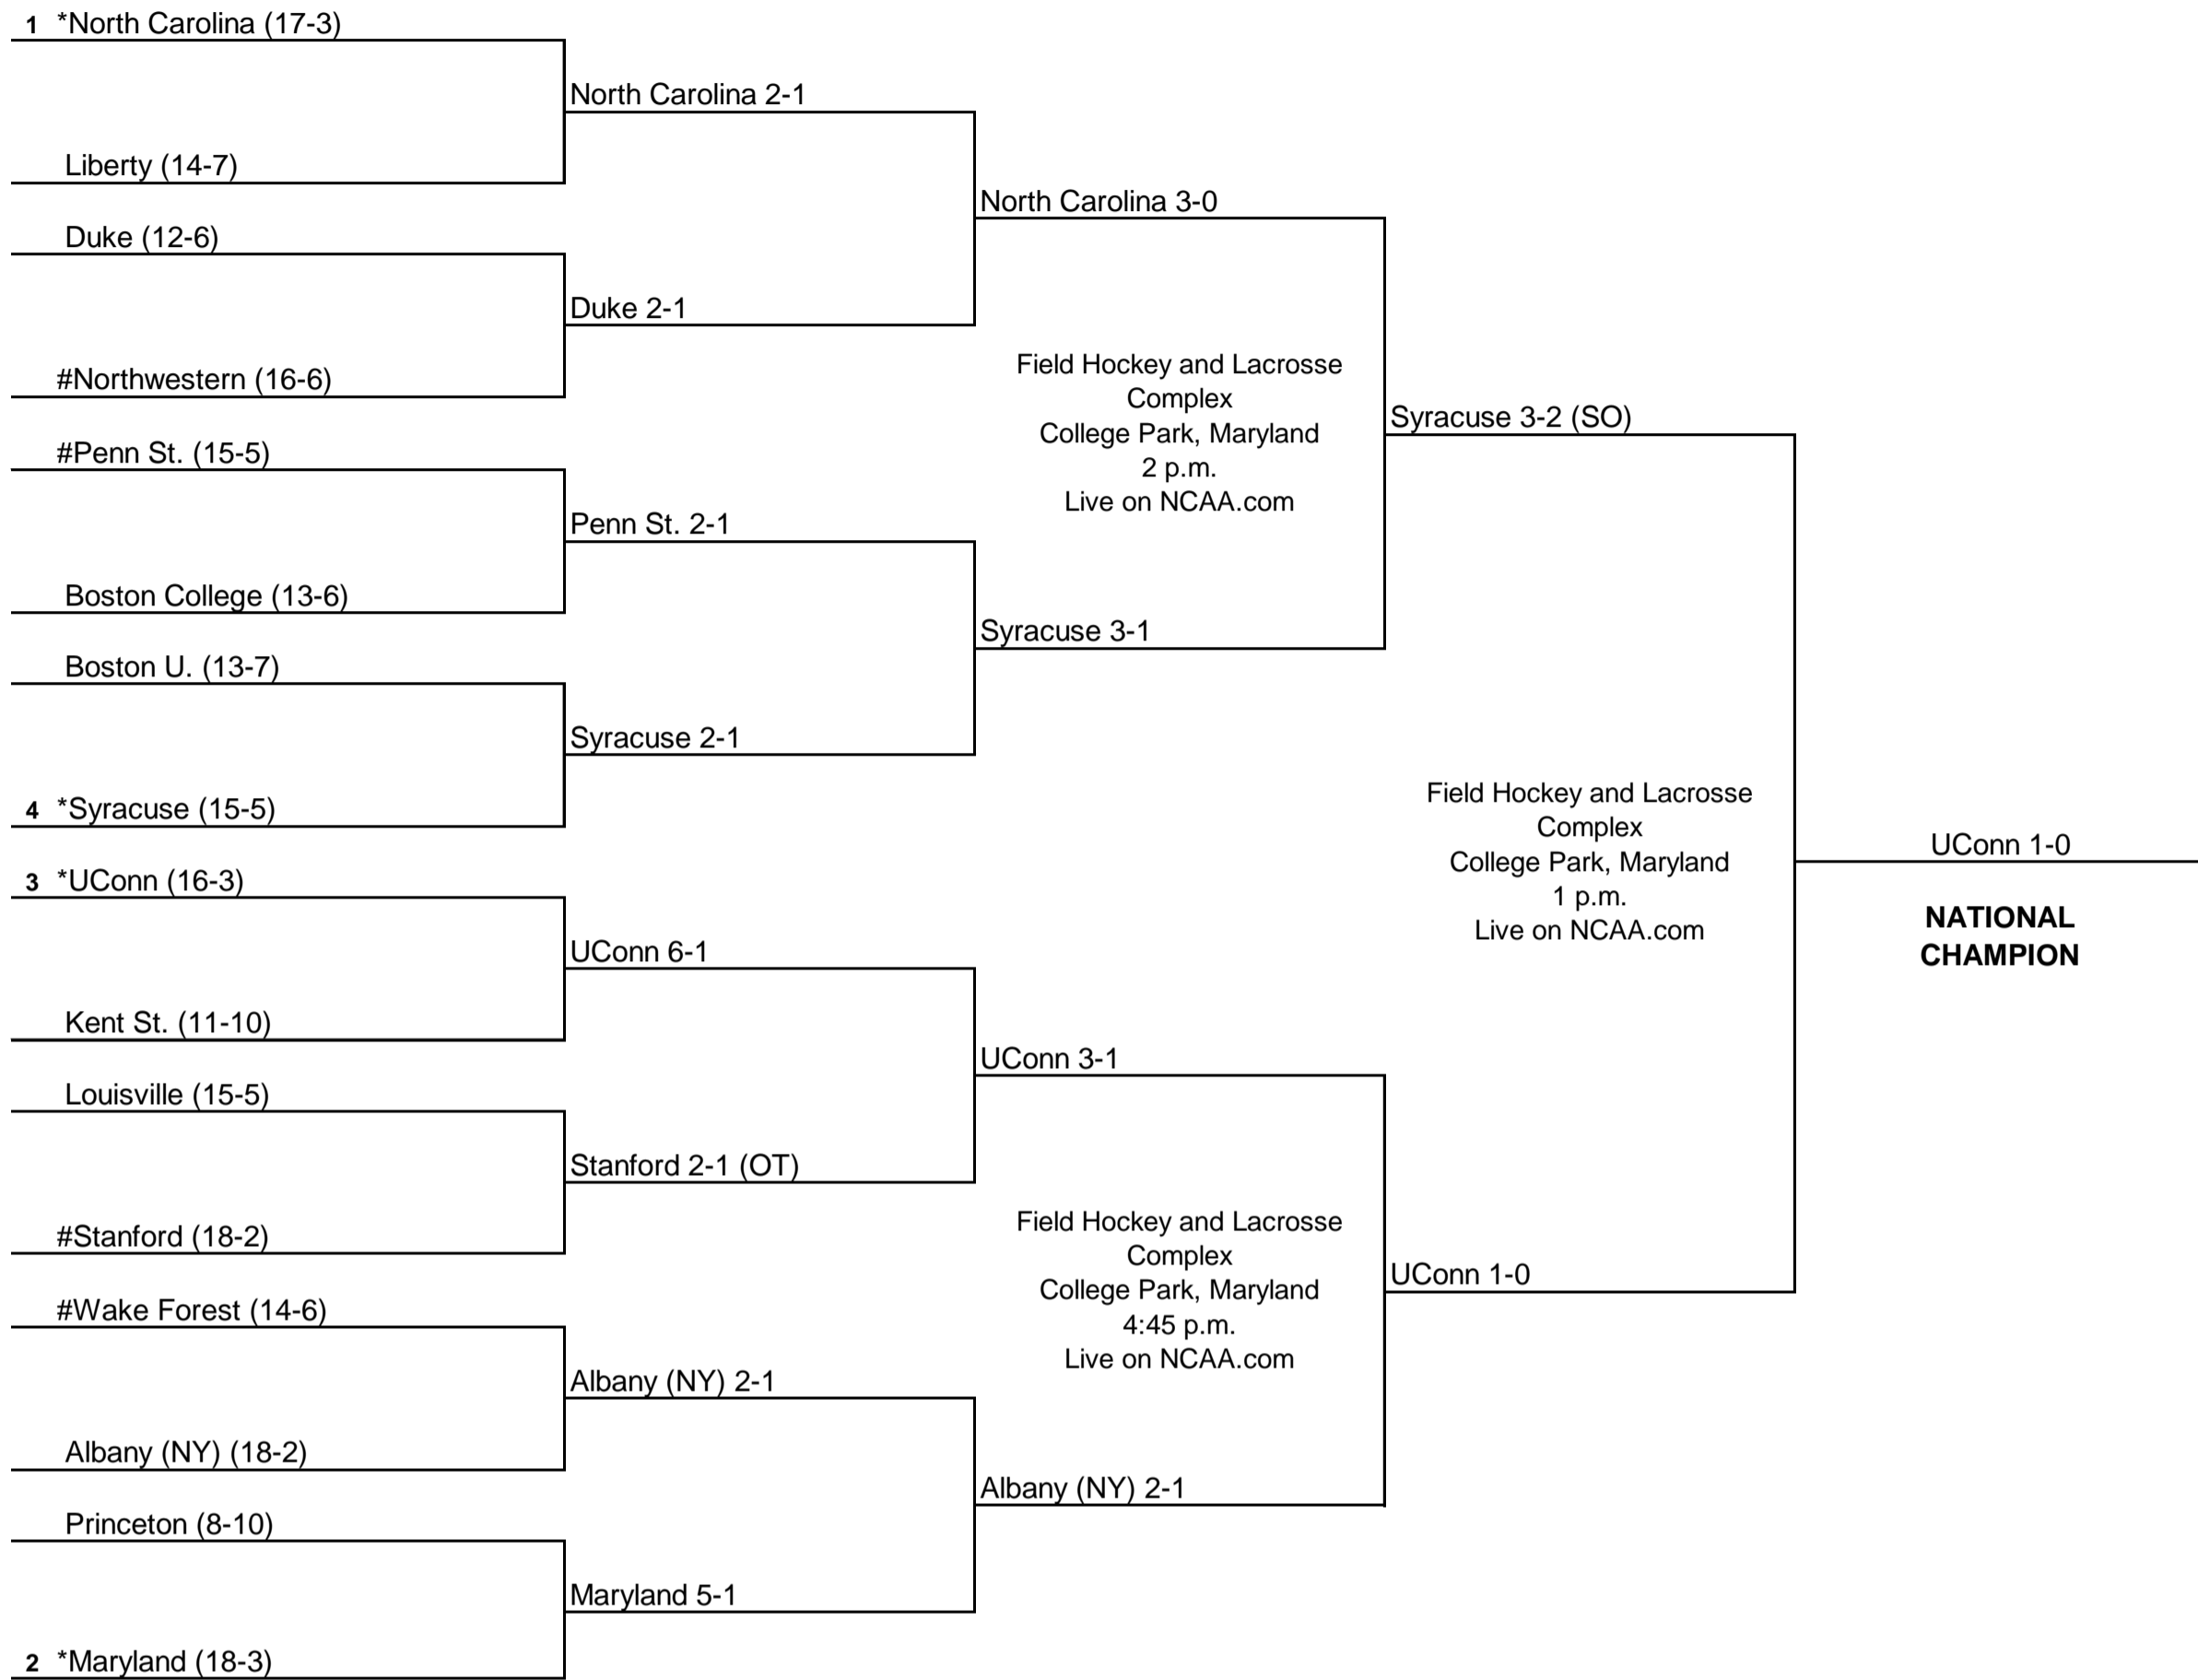 1 *North Carolina (17-3)
Liberty (14-7)
Duke (12-6)
#Northwestern (16-6)
#Penn St. (15-5)
Boston College (13-6)
Boston U. (13-7)
4 *Syracuse (15-5)
3 *UConn (16-3)
Kent St. (11-10)
Louisville (15-5)
#Stanford (18-2)
#Wake Forest (14-6)
Albany (NY) (18-2)
Princeton (8-10)
2 *Maryland (18-3)
North Carolina 2-1
Duke 2-1
Penn St. 2-1
Syracuse 2-1
UConn 6-1
Stanford 2-1 (OT)
Albany (NY) 2-1
Maryland 5-1
North Carolina 3-0
Field Hockey and Lacrosse
Complex
College Park, Maryland
2 p.m.
Live on NCAA.com
Syracuse 3-1
UConn 3-1
Field Hockey and Lacrosse
Complex
College Park, Maryland
4:45 p.m.
Live on NCAA.com
Albany (NY) 2-1
Syracuse 3-2 (SO)
Field Hockey and Lacrosse
Complex
College Park, Maryland
1 p.m.
Live on NCAA.com
UConn 1-0
UConn 1-0
NATIONAL
CHAMPION